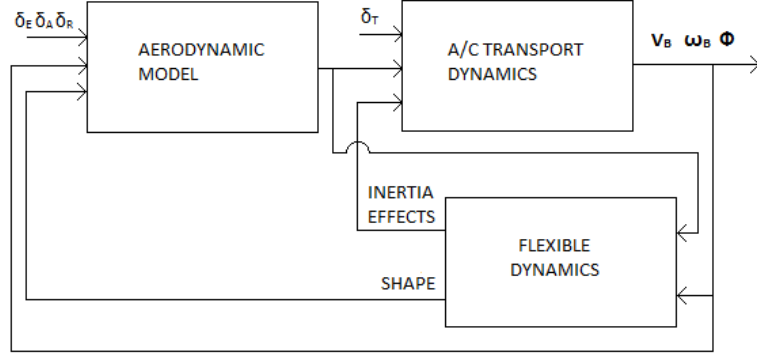 δE δA δR
AERODYNAMIC
MODEL
δT
A/C TRANSPORT
DYNAMICS
VB ωB Φ
INERTIA
EFFECTS
FLEXIBLE
DYNAMICS
SHAPE